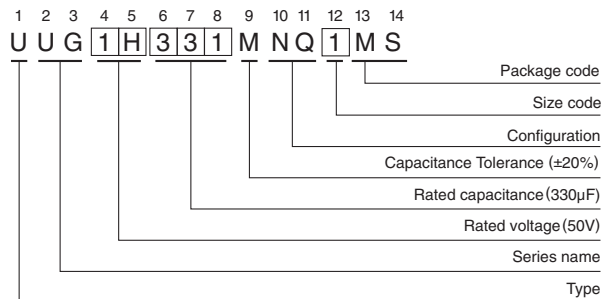 1 2 3 4 5 6 7 8 9 10 11 12 13 14
U U G 1 H 3 3 1 M N Q 1 M S
Package code
Size code
Configuration
Capacitance Tolerance (±20%)
Rated capacitance (330µF)
Rated voltage (50V)
Series name
Type